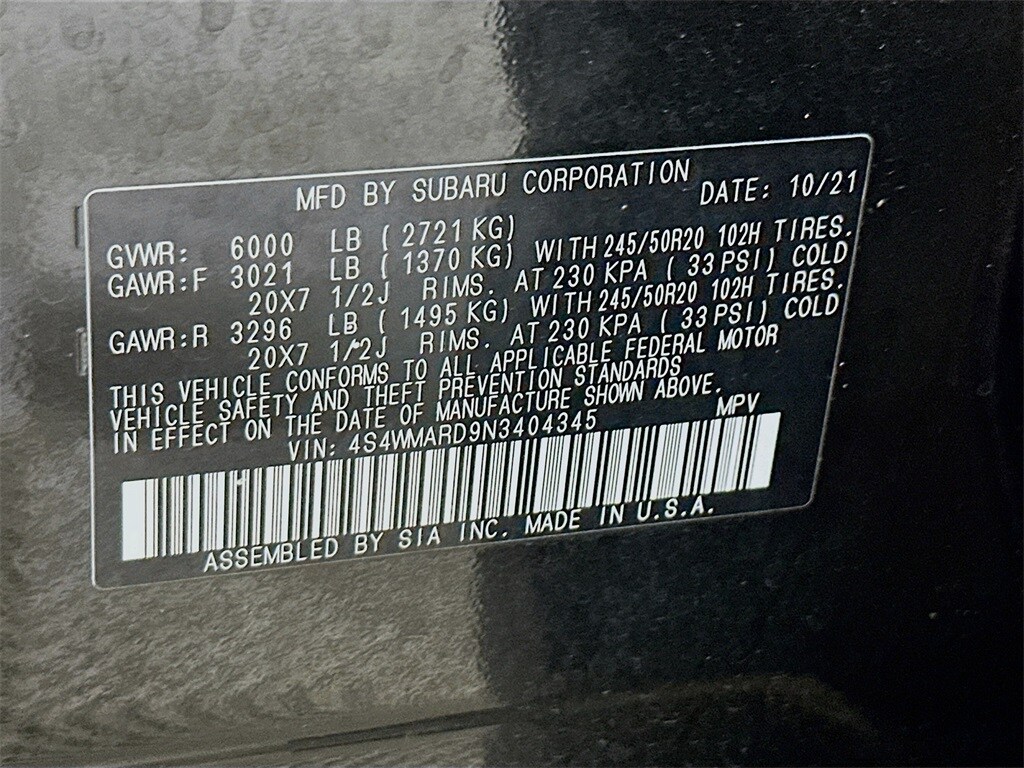 MFD BY SUBARU CORPORATION DATE: 10/21
GVWR: 6000 LB ( 2721 KG)
GAWR:F 3021 LB ( 1370 KG) WITH 245/50R20 102H TIRES.
20X7 1/2J RIMS. AT 230 KPA ( 33 PSI) COLD
GAWR:R 3296 LB ( 1495 KG) WITH 245/50R20 102H TIRES.
20X7 1/2J RIMS. AT 230 KPA ( 33 PSI) COLD
THIS VEHICLE CONFORMS TO ALL APPLICABLE FEDERAL MOTOR
VEHICLE SAFETY AND THEFT PREVENTION STANDARDS
IN EFFECT ON THE DATE OF MANUFACTURE SHOWN ABOVE.
VIN: 4S4WMARD9N3404345 MPV
ASSEMBLED BY SIA INC. MADE IN U.S.A.